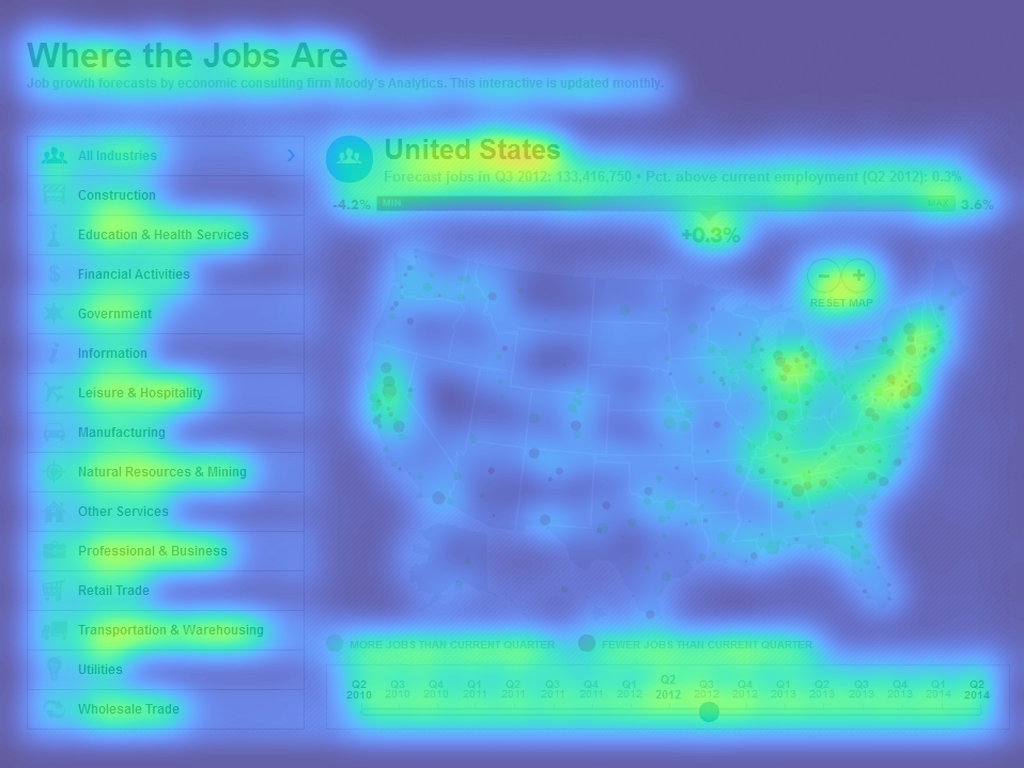 Where the Jobs Are
Job growth forecasts by economic consulting firm Moody's Analytics. This interactive is updated monthly.
All Industries
Construction
Education & Health Services
Financial Activities
Government
Information
Leisure & Hospitality
Manufacturing
Natural Resources & Mining
Other Services
Professional & Business
Retail Trade
Transportation & Warehousing
Utilities
Wholesale Trade
United States
Forecast jobs in Q3 2012: 133,416,750 • Pct. above current employment (Q2 2012): 0.3%
-4.2% MIN MAX 3.6%
+0.3%
− +
RESET MAP
MORE JOBS THAN CURRENT QUARTER FEWER JOBS THAN CURRENT QUARTER
Q2 Q3 Q4 Q1 Q2 Q3 Q4 Q1 Q2 Q3 Q4 Q1 Q2 Q3 Q4 Q1 Q2
2010 2010 2010 2011 2011 2011 2011 2012 2012 2012 2012 2013 2013 2013 2013 2014 2014